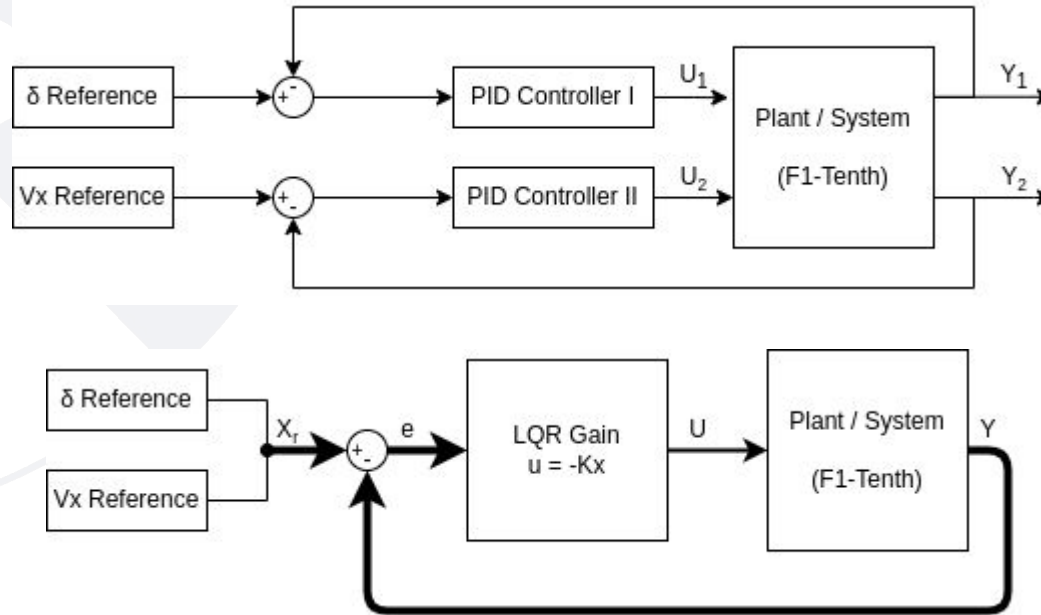 δ Reference
+
-
PID Controller I
U1
Plant / System
(F1-Tenth)
Y1
Vx Reference
+
-
PID Controller II
U2
Y2
δ Reference
Vx Reference
Xr
+
-
e
LQR Gain
u = -Kx
U
Plant / System
(F1-Tenth)
Y